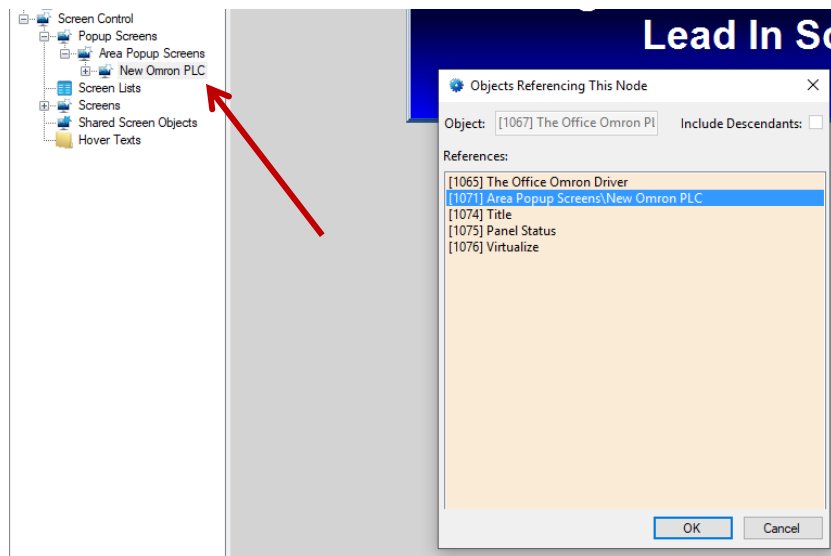 Screen Control
Popup Screens
Area Popup Screens
New Omron PLC
Screen Lists
Screens
Shared Screen Objects
Hover Texts
Lead In
Objects Referencing This Node
Object: [1067] The Office Omron Include Descendants:
References:
[1065] The Office Omron Driver
[1071] Area Popup Screens\New Omron PLC
[1074] Title
[1075] Panel Status
[1076] Virtualize
OK Cancel